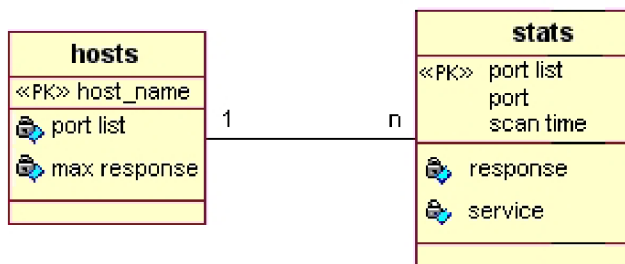 hosts
«PK» host_name
port list
max response
1
n
stats
«PK» port list
port
scan time
response
service